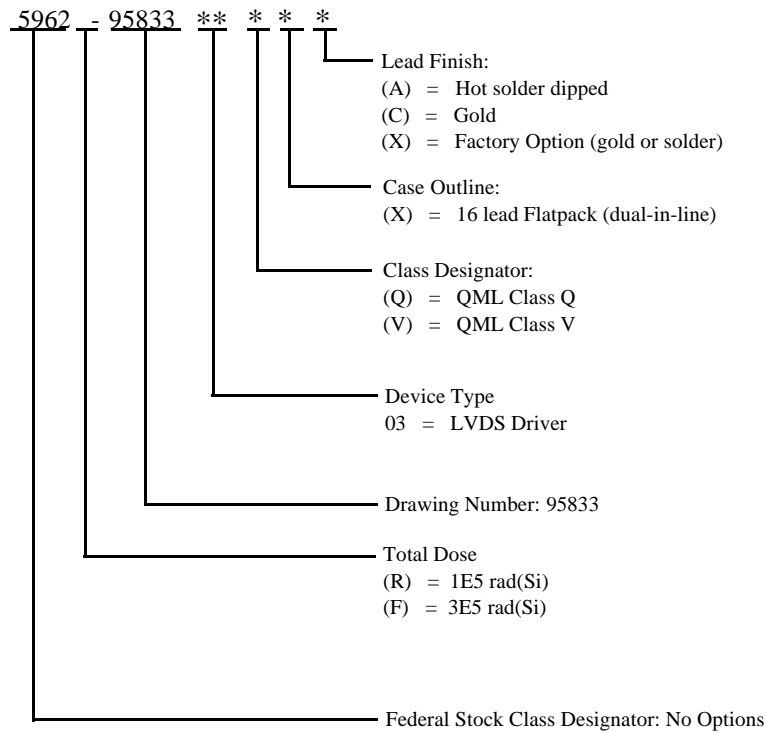 5962 - 95833 ** * * *
Lead Finish:
(A) = Hot solder dipped
(C) = Gold
(X) = Factory Option (gold or solder)
Case Outline:
(X) = 16 lead Flatpack (dual-in-line)
Class Designator:
(Q) = QML Class Q
(V) = QML Class V
Device Type
03 = LVDS Driver
Drawing Number: 95833
Total Dose
(R) = 1E5 rad(Si)
(F) = 3E5 rad(Si)
Federal Stock Class Designator: No Options